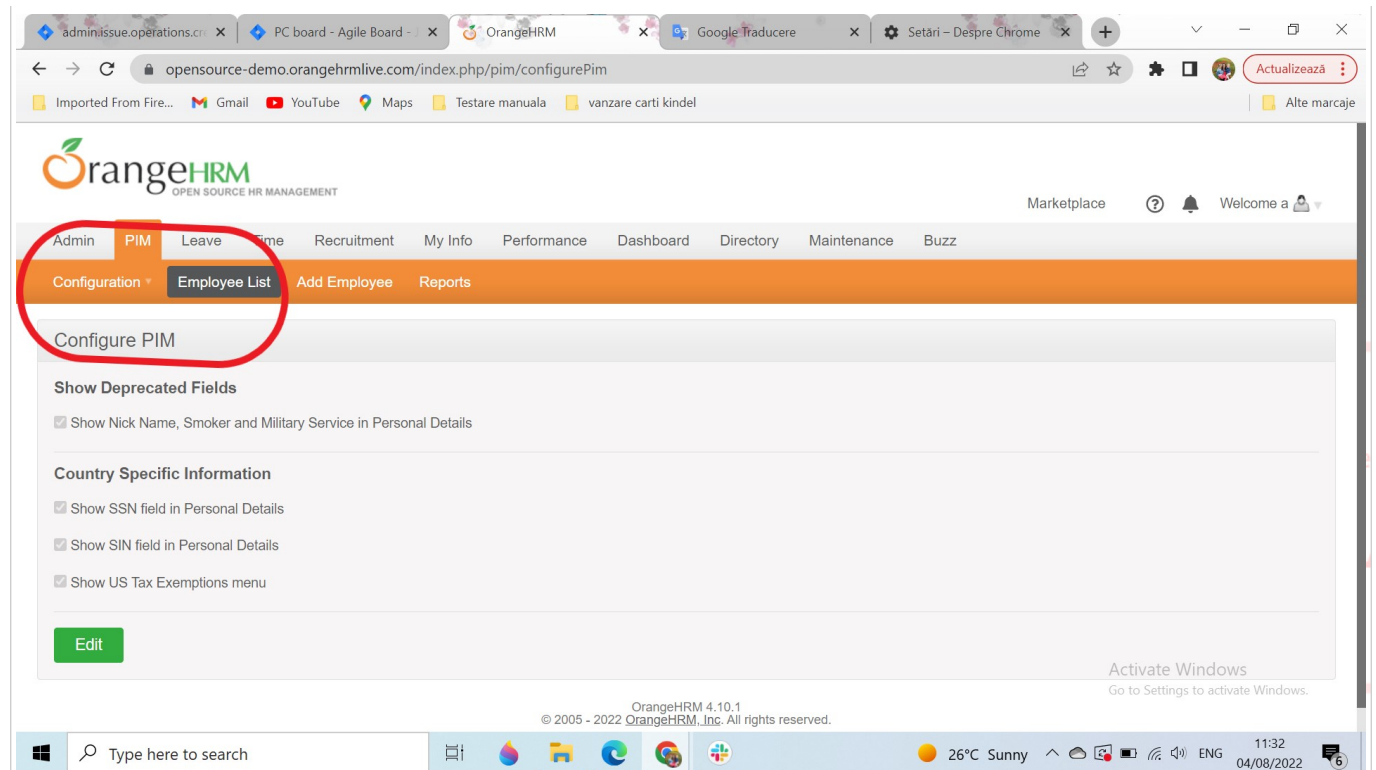 admin.issue.operations.cr
PC board - Agile Board - J
OrangeHRM
Google Traducere
Setări – Despre Chrome
opensource-demo.orangehrmlive.com/index.php/pim/configurePim
Actualizează
Imported From Fire...
Gmail
YouTube
Maps
Testare manuala
vanzare carti kindel
Alte marcaje
OrangeHRM
OPEN SOURCE HR MANAGEMENT
Marketplace
Welcome a
Admin PIM Leave Time Recruitment My Info Performance Dashboard Directory Maintenance Buzz
Configuration Employee List Add Employee Reports
Configure PIM
Show Deprecated Fields
Show Nick Name, Smoker and Military Service in Personal Details
Country Specific Information
Show SSN field in Personal Details
Show SIN field in Personal Details
Show US Tax Exemptions menu
Edit
Activate Windows
Go to Settings to activate Windows.
OrangeHRM 4.10.1
© 2005 - 2022 OrangeHRM, Inc. All rights reserved.
Type here to search
26°C Sunny
ENG
11:32
04/08/2022
6